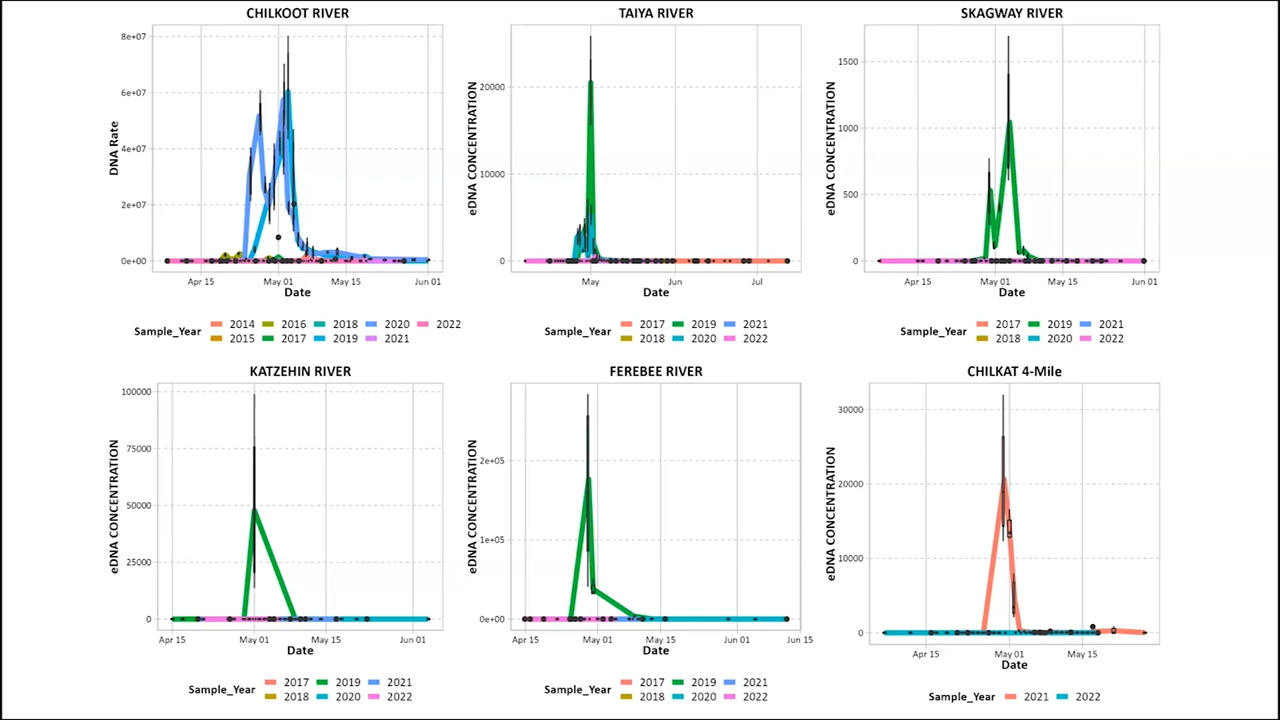 CHILKOOT RIVER
8e+07
6e+07
4e+07
2e+07
0e+00
DNA Rate
Apr 15
May 01
May 15
Jun 01
Date
Sample_Year
2014
2016
2018
2020
2022
2015
2017
2019
2021
TAIYA RIVER
20000
10000
0
eDNA CONCENTRATION
May
Jun
Jul
Date
Sample_Year
2017
2019
2021
2018
2020
2022
SKAGWAY RIVER
1500
1000
500
0
eDNA CONCENTRATION
Apr 15
May 01
May 15
Jun 01
Date
Sample_Year
2017
2019
2021
2018
2020
2022
KATZEHIN RIVER
100000
75000
50000
25000
0
eDNA CONCENTRATION
Apr 15
May 01
May 15
Jun 01
Date
Sample_Year
2017
2019
2021
2018
2020
2022
FEREBEE RIVER
2e+05
1e+05
0e+00
eDNA CONCENTRATION
Apr 15
May 01
May 15
Jun 01
Jun 15
Date
Sample_Year
2017
2019
2021
2018
2020
2022
CHILKAT 4-Mile
30000
20000
10000
0
eDNA CONCENTRATION
Apr 15
May 01
May 15
Date
Sample_Year
2021
2022